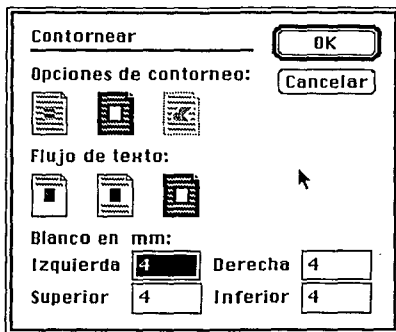 Contornear
OK
Opciones de contorneo:
Cancelar
Flujo de texto:
Blanco en mm:
Izquierda 4 Derecha 4
Superior 4 Inferior 4